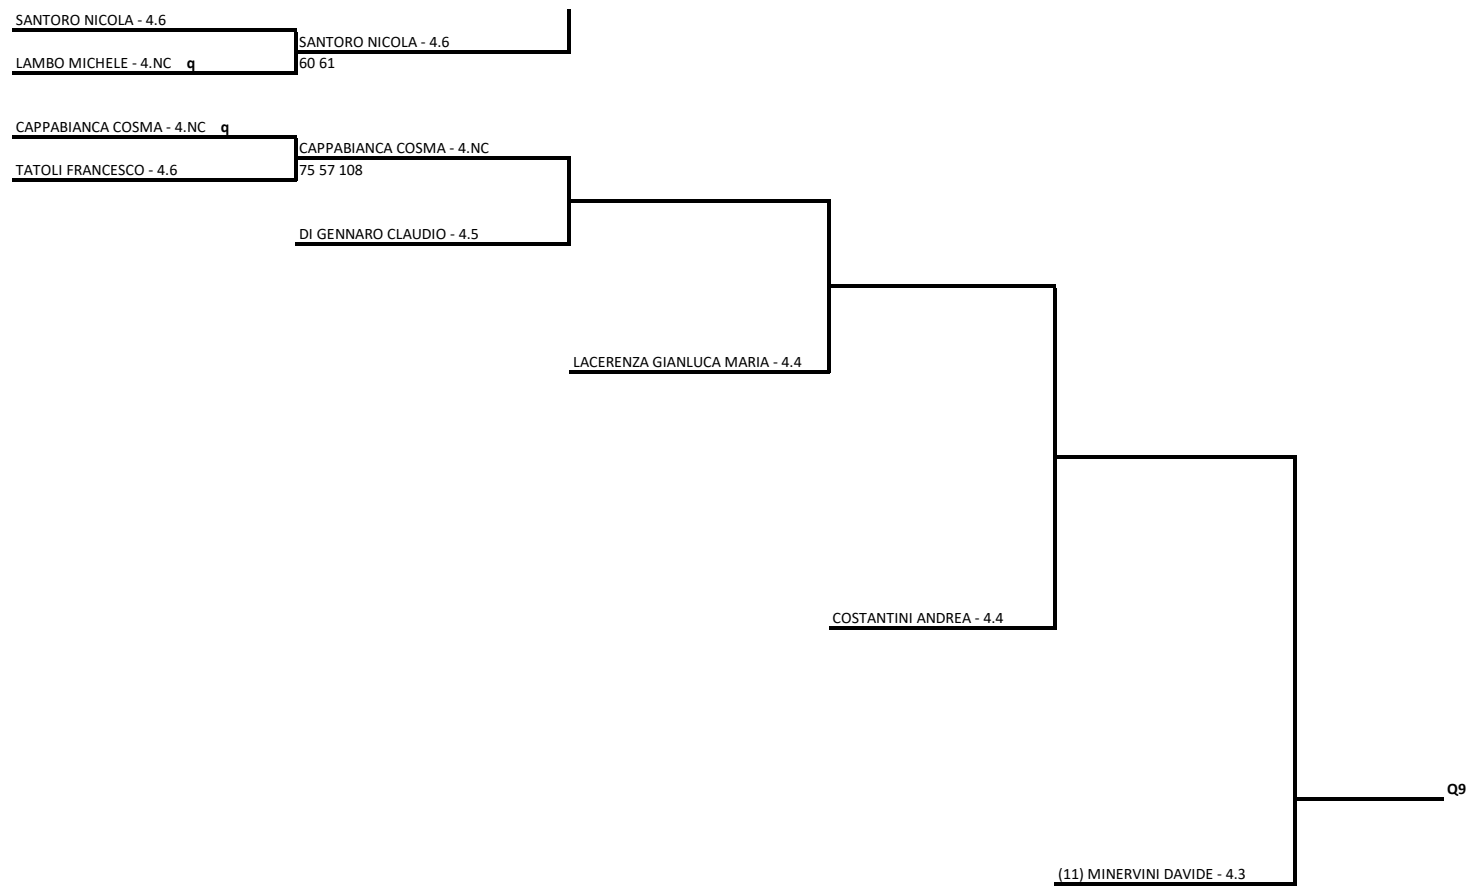 SANTORO NICOLA - 4.6
SANTORO NICOLA - 4.6
LAMBO MICHELE - 4.NC q
60 61
CAPPABIANCA COSMA - 4.NC q
CAPPABIANCA COSMA - 4.NC
TATOLI FRANCESCO - 4.6
75 57 108
DI GENNARO CLAUDIO - 4.5
LACERENZA GIANLUCA MARIA - 4.4
COSTANTINI ANDREA - 4.4
Q9
(11) MINERVINI DAVIDE - 4.3